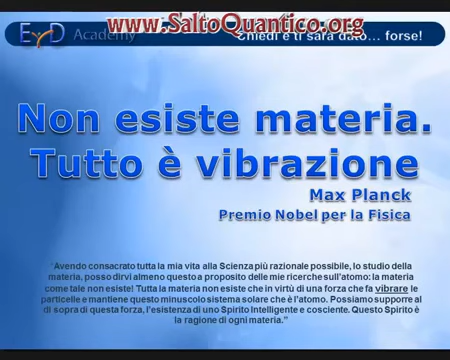 www.SaltoQuantico.org
EyD Academy Chiedi e ti sarà dato… forse!
Non esiste materia.
Tutto è vibrazione
Max Planck
Premio Nobel per la Fisica
“Avendo consacrato tutta la mia vita alla Scienza più razionale possibile, lo studio della
materia, posso dirvi almeno questo a proposito delle mie ricerche sull’atomo: la materia
come tale non esiste! Tutta la materia non esiste che in virtù di una forza che fa vibrare le
particelle e mantiene questo minuscolo sistema solare che è l’atomo. Possiamo supporre al
di sopra di questa forza, l’esistenza di uno Spirito Intelligente e cosciente. Questo Spirito è
la ragione di ogni materia.”